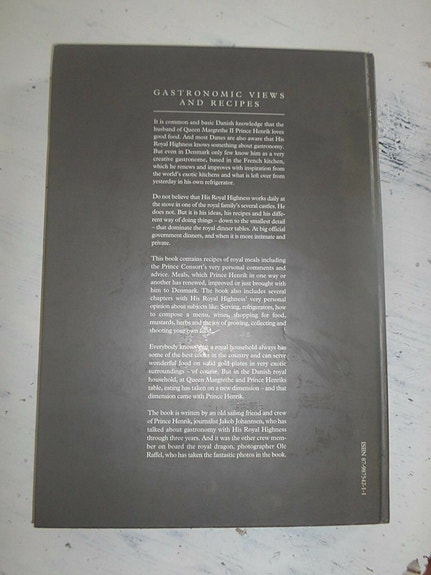 GASTRONOMIC VIEWS
AND RECIPES
It is common and basic Danish knowledge that the
husband of Queen Margrethe II Prince Henrik loves
good food. And most Danes are also aware that His
Royal Highness knows something about gastronomy.
But even in Denmark only few know him as a very
creative gastronome, based in the French kitchen,
which he renews and improves with inspiration from
the world's exotic kitchens and what is left over from
yesterday in his own refrigerator.
Do not believe that His Royal Highness works daily at
the stove in one of the royal family's several castles. He
does not. But it is his ideas, his recipes and his diffe-
rent way of doing things – down to the smallest detail
– that dominate the royal dinner tables. At big official
government dinners, and when it is more intimate and
private.
This book contains recipes of royal meals including
the Prince Consort's very personal comments and
advice. Meals, which Prince Henrik in one way or
another has renewed, improved or just brought with
him to Denmark. The book also includes several
chapters with His Royal Highness' very personal
opinion about subjects like: Serving, refrigerators, how
to compose a menu, wines, shopping for food,
mustards, herbs and the joy of growing, collecting and
shooting your own food.
Everybody knows that a royal household always has
some of the best cooks in the country and can serve
wonderful food on solid gold plates in very exotic
surroundings – of course. But in the Danish royal
household, at Queen Margrethe and Prince Henriks
table, eating has taken on a new dimension – and that
dimension came with Prince Henrik.
The book is written by an old sailing friend and crew
of Prince Henrik, journalist Jakob Johannsen, who has
talked about gastronomy with His Royal Highness
through three years. And it was the other crew mem-
ber on board the royal dragon, photographer Ole
Raffel, who has taken the fantastic photos in the book.
ISBN 87-987342-1-1